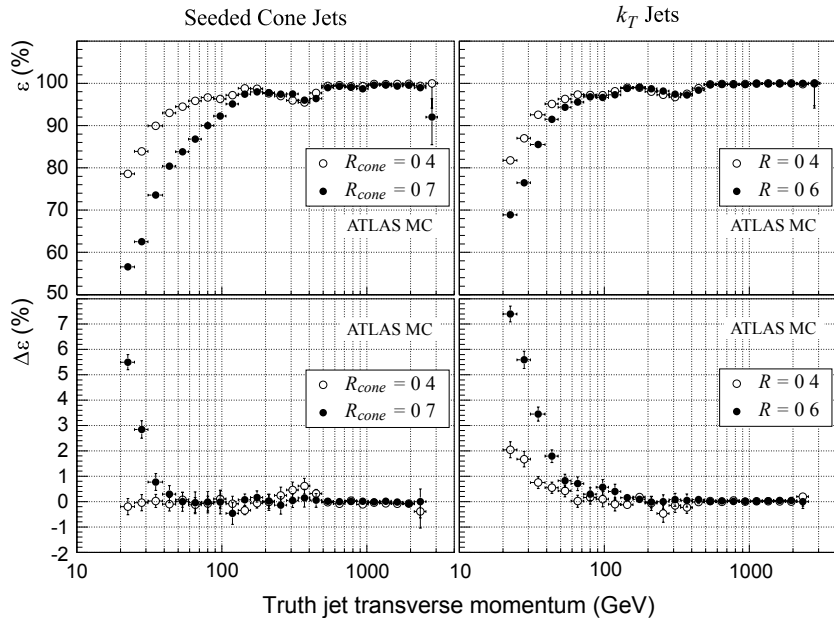 Seeded Cone Jets
k_T Jets
ε (%)
100
90
80
70
60
50
R_cone = 0 4
R_cone = 0 7
ATLAS MC
R = 0 4
R = 0 6
ATLAS MC
Δε (%)
7
6
5
4
3
2
1
0
-1
-2
ATLAS MC
R_cone = 0 4
R_cone = 0 7
ATLAS MC
R = 0 4
R = 0 6
10 100 1000 10 100 1000
Truth jet transverse momentum (GeV)